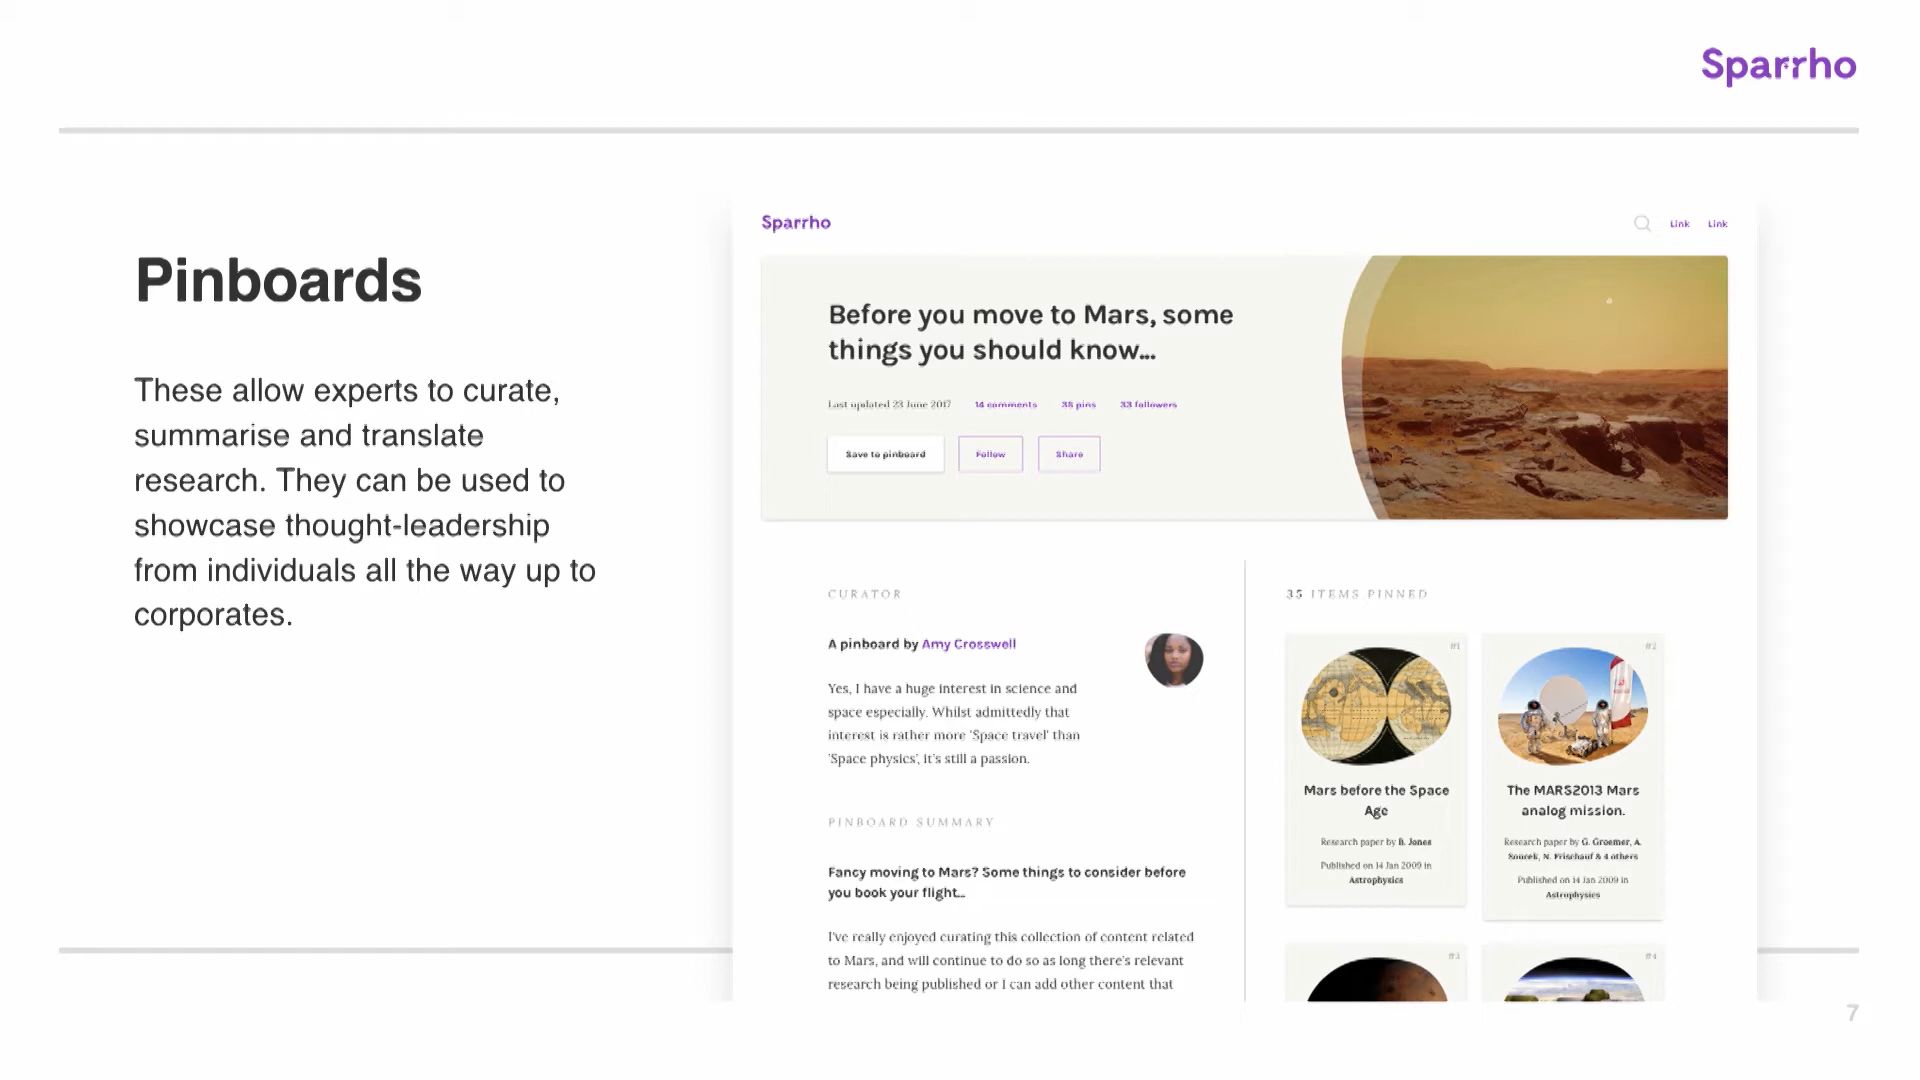 Sparrho
Pinboards
These allow experts to curate,
summarise and translate
research. They can be used to
showcase thought-leadership
from individuals all the way up to
corporates.
Sparrho
Link Link
Before you move to Mars, some
things you should know...
Last updated 23 June 2017 14 comments 38 pins 33 followers
Save to pinboard Follow Share
CURATOR
A pinboard by Amy Crosswell
Yes, I have a huge interest in science and
space especially. Whilst admittedly that
interest is rather more 'Space travel' than
'Space physics', it's still a passion.
PINBOARD SUMMARY
Fancy moving to Mars? Some things to consider before
you book your flight...
I've really enjoyed curating this collection of content related
to Mars, and will continue to do so as long there's relevant
research being published or I can add other content that
35 ITEMS PINNED
#1
Mars before the Space
Age
Research paper by B. Jones
Published on 14 Jan 2009 in
Astrophysics
#2
The MARS2013 Mars
analog mission.
Research paper by G. Groemer, A.
Soucek, N. Frischauf & 4 others
Published on 14 Jan 2009 in
Astrophysics
#3
#4
7